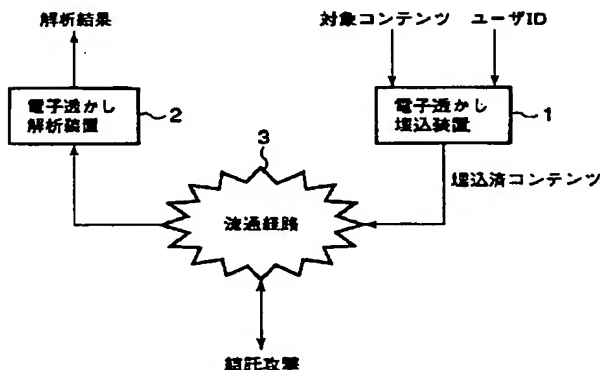 解析結果
対象コンテンツ ユーザID
電子透かし
解析装置
2
電子透かし
埋込装置
1
3
埋込済コンテンツ
流通経路
結託攻撃